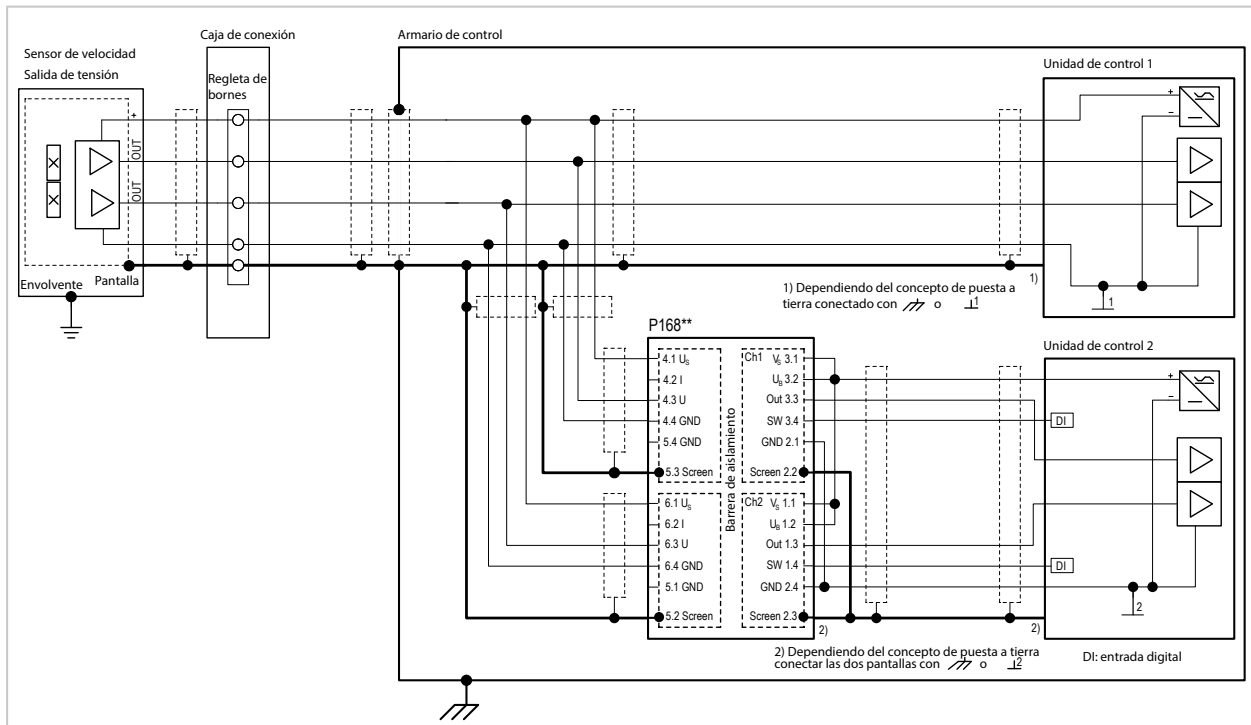 Sensor de velocidad
Salida de tensión
Caja de conexión
Regleta de
bornes
Armario de control
Unidad de control 1
+
OUT
OUT
Envolvente
Pantalla
+
−
1
1)
1) Dependiendo del concepto de puesta a
tierra conectado con o 1
P168**
4.1 US
4.2 I
4.3 U
4.4 GND
5.4 GND
5.3 Screen
6.1 US
6.2 I
6.3 U
6.4 GND
5.1 GND
5.2 Screen
Barrera de aislamiento
Ch1 VS 3.1
UB 3.2
Out 3.3
SW 3.4
GND 2.1
Screen 2.2
Ch2 VS 1.1
UB 1.2
Out 1.3
SW 1.4
GND 2.4
Screen 2.3
2)
Unidad de control 2
+
−
DI
DI
2
2)
2) Dependiendo del concepto de puesta a tierra
conectar las dos pantallas con o 2
DI: entrada digital